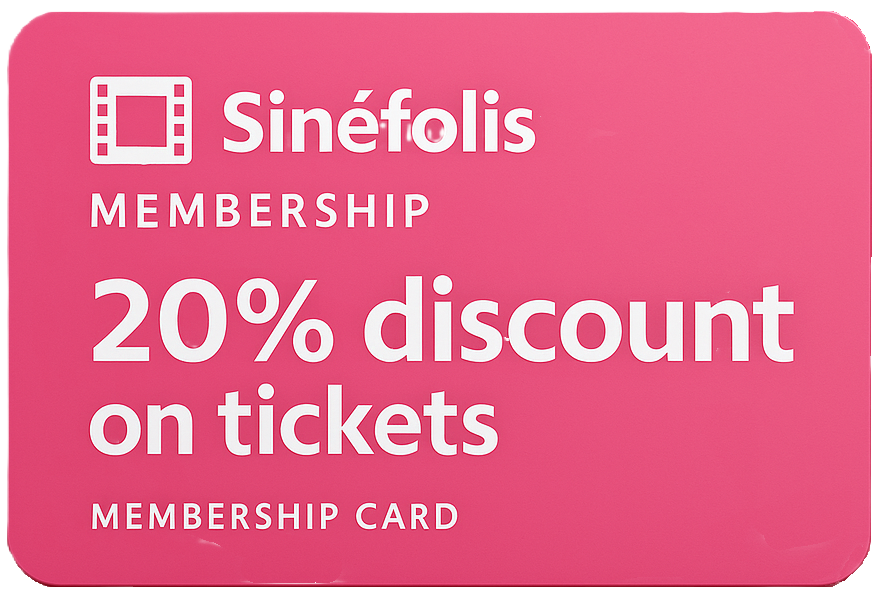 Sinéfolis
MEMBERSHIP
20% discount
on tickets
MEMBERSHIP CARD